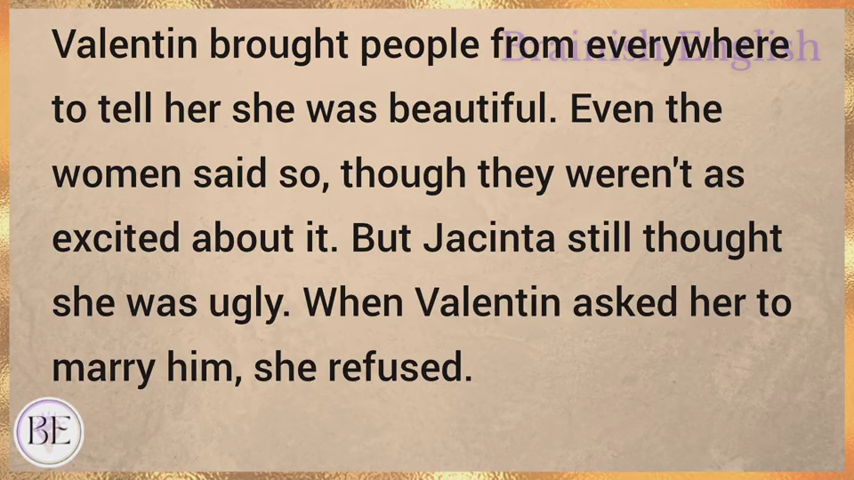 Brainish English
Valentin brought people from everywhere
to tell her she was beautiful. Even the
women said so, though they weren't as
excited about it. But Jacinta still thought
she was ugly. When Valentin asked her to
marry him, she refused.
BE